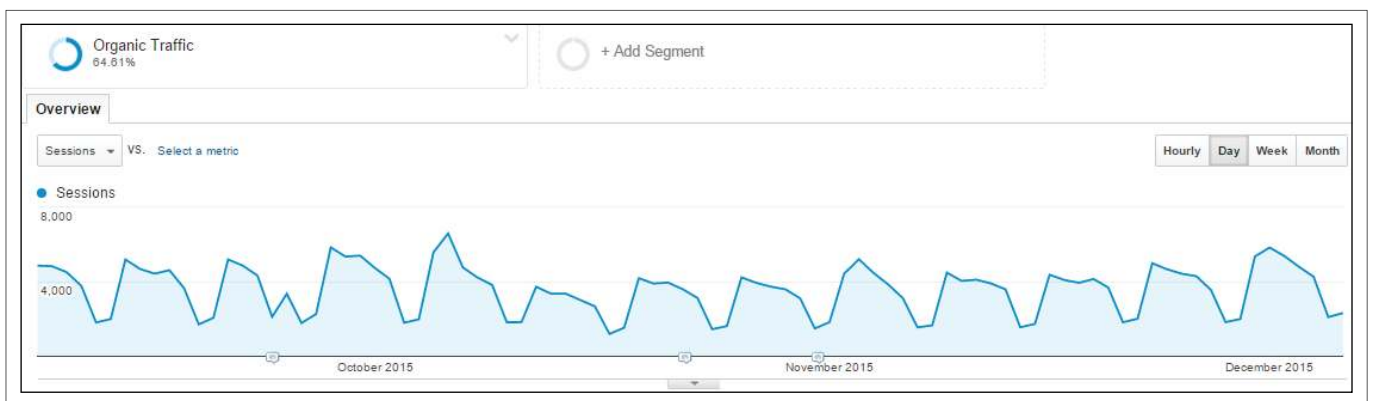 Organic Traffic
64.61%
+ Add Segment
Overview
Sessions VS. Select a metric
Hourly Day Week Month
Sessions
8,000
4,000
October 2015 November 2015 December 2015